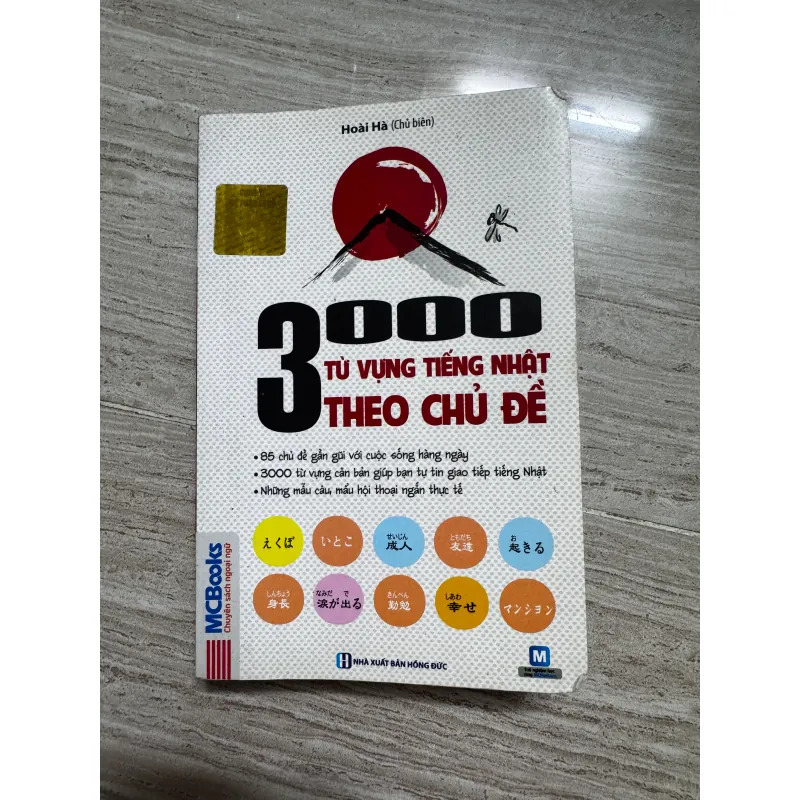 Hoài Hà (Chủ biên)
3000
TỪ VỰNG TIẾNG NHẬT
THEO CHỦ ĐỀ
• 85 chủ đề gần gũi với cuộc sống hàng ngày
• 3000 từ vựng căn bản giúp bạn tự tin giao tiếp tiếng Nhật
• Những mẫu câu, mẩu hội thoại ngắn thực tế
えくぼ
いとこ
せいじん
成人
ともだち
友達
お
起きる
しんちょう
身長
なみだ で
涙が出る
きんべん
勤勉
しあわ
幸せ
マンション
MCBooks
Chuyên sách ngoại ngữ
NHÀ XUẤT BẢN HỒNG ĐỨC
M